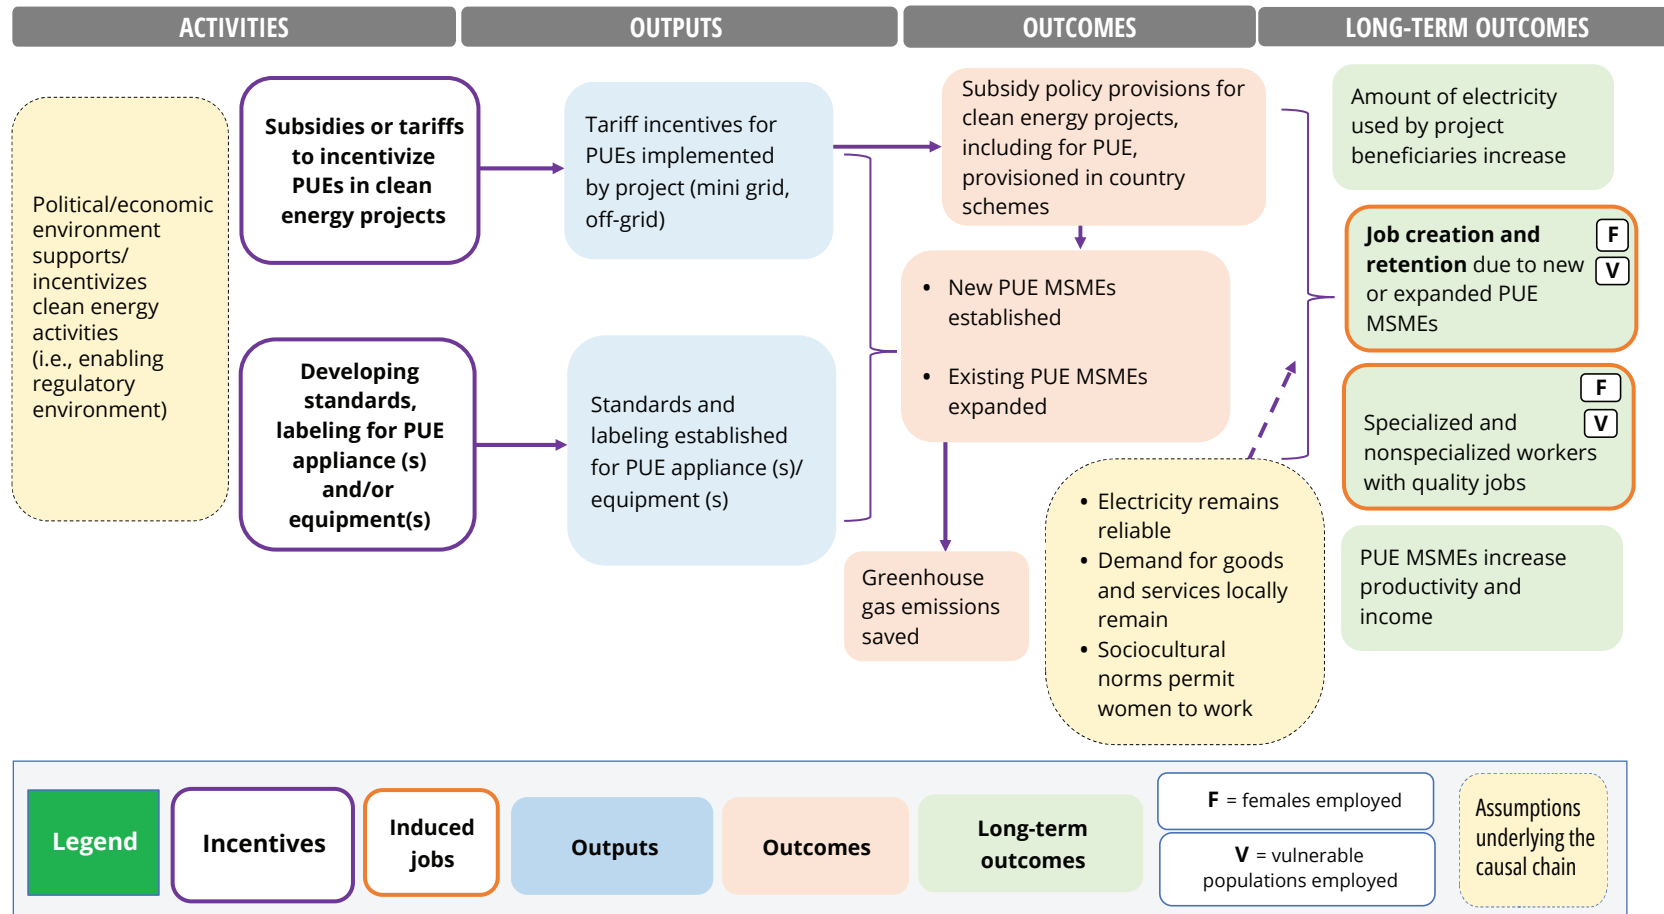 ACTIVITIES
OUTPUTS
OUTCOMES
LONG-TERM OUTCOMES
Political/economic
environment
supports/
incentivizes
clean energy
activities
(i.e., enabling
regulatory
environment)
Subsidies or tariffs
to incentivize
PUEs in clean
energy projects
Developing
standards,
labeling for PUE
appliance (s)
and/or
equipment(s)
Tariff incentives for
PUEs implemented
by project (mini grid,
off-grid)
Standards and
labeling established
for PUE appliance (s)/
equipment (s)
Subsidy policy provisions for
clean energy projects,
including for PUE,
provisioned in country
schemes
• New PUE MSMEs
established
• Existing PUE MSMEs
expanded
Greenhouse
gas emissions
saved
• Electricity remains
reliable
• Demand for goods
and services locally
remain
• Sociocultural
norms permit
women to work
Amount of electricity
used by project
beneficiaries increase
Job creation and
retention due to new
or expanded PUE
MSMEs
F
V
F
V
Specialized and
nonspecialized workers
with quality jobs
PUE MSMEs increase
productivity and
income
Legend
Incentives
Induced
jobs
Outputs
Outcomes
Long-term
outcomes
F = females employed
V = vulnerable
populations employed
Assumptions
underlying the
causal chain